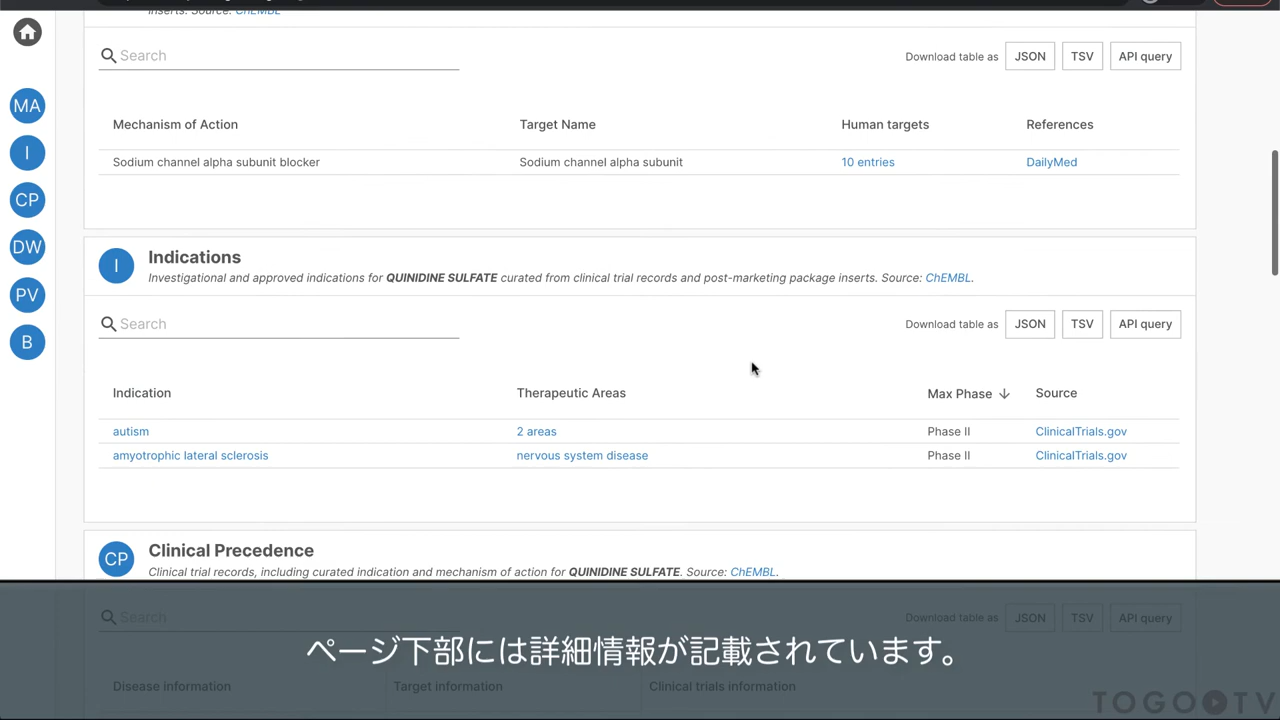 inserts. Source: ChEMBL
Search
Download table as JSON TSV API query
Mechanism of Action Target Name Human targets References
Sodium channel alpha subunit blocker Sodium channel alpha subunit 10 entries DailyMed
MA
I
CP
DW
PV
B
I
Indications
Investigational and approved indications for QUINIDINE SULFATE curated from clinical trial records and post-marketing package inserts. Source: ChEMBL.
Search
Download table as JSON TSV API query
Indication Therapeutic Areas Max Phase Source
autism 2 areas Phase II ClinicalTrials.gov
amyotrophic lateral sclerosis nervous system disease Phase II ClinicalTrials.gov
CP
Clinical Precedence
Clinical trial records, including curated indication and mechanism of action for QUINIDINE SULFATE. Source: ChEMBL.
Search
Download table as JSON TSV API query
ページ下部には詳細情報が記載されています。
Disease information Target information Clinical trials information
TOGO TV